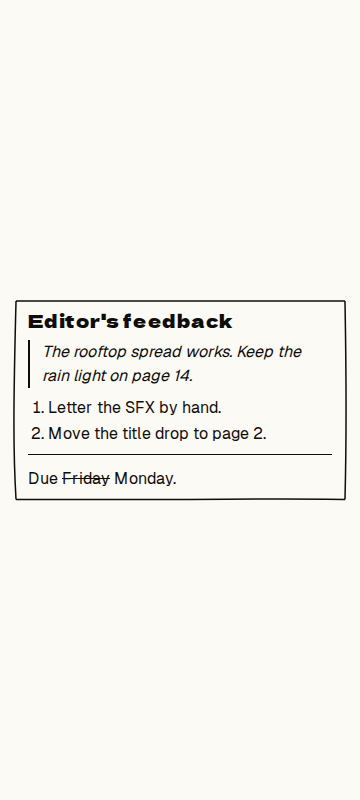 Editor's feedback
The rooftop spread works. Keep the
rain light on page 14.
1. Letter the SFX by hand.
2. Move the title drop to page 2.
Due Friday Monday.